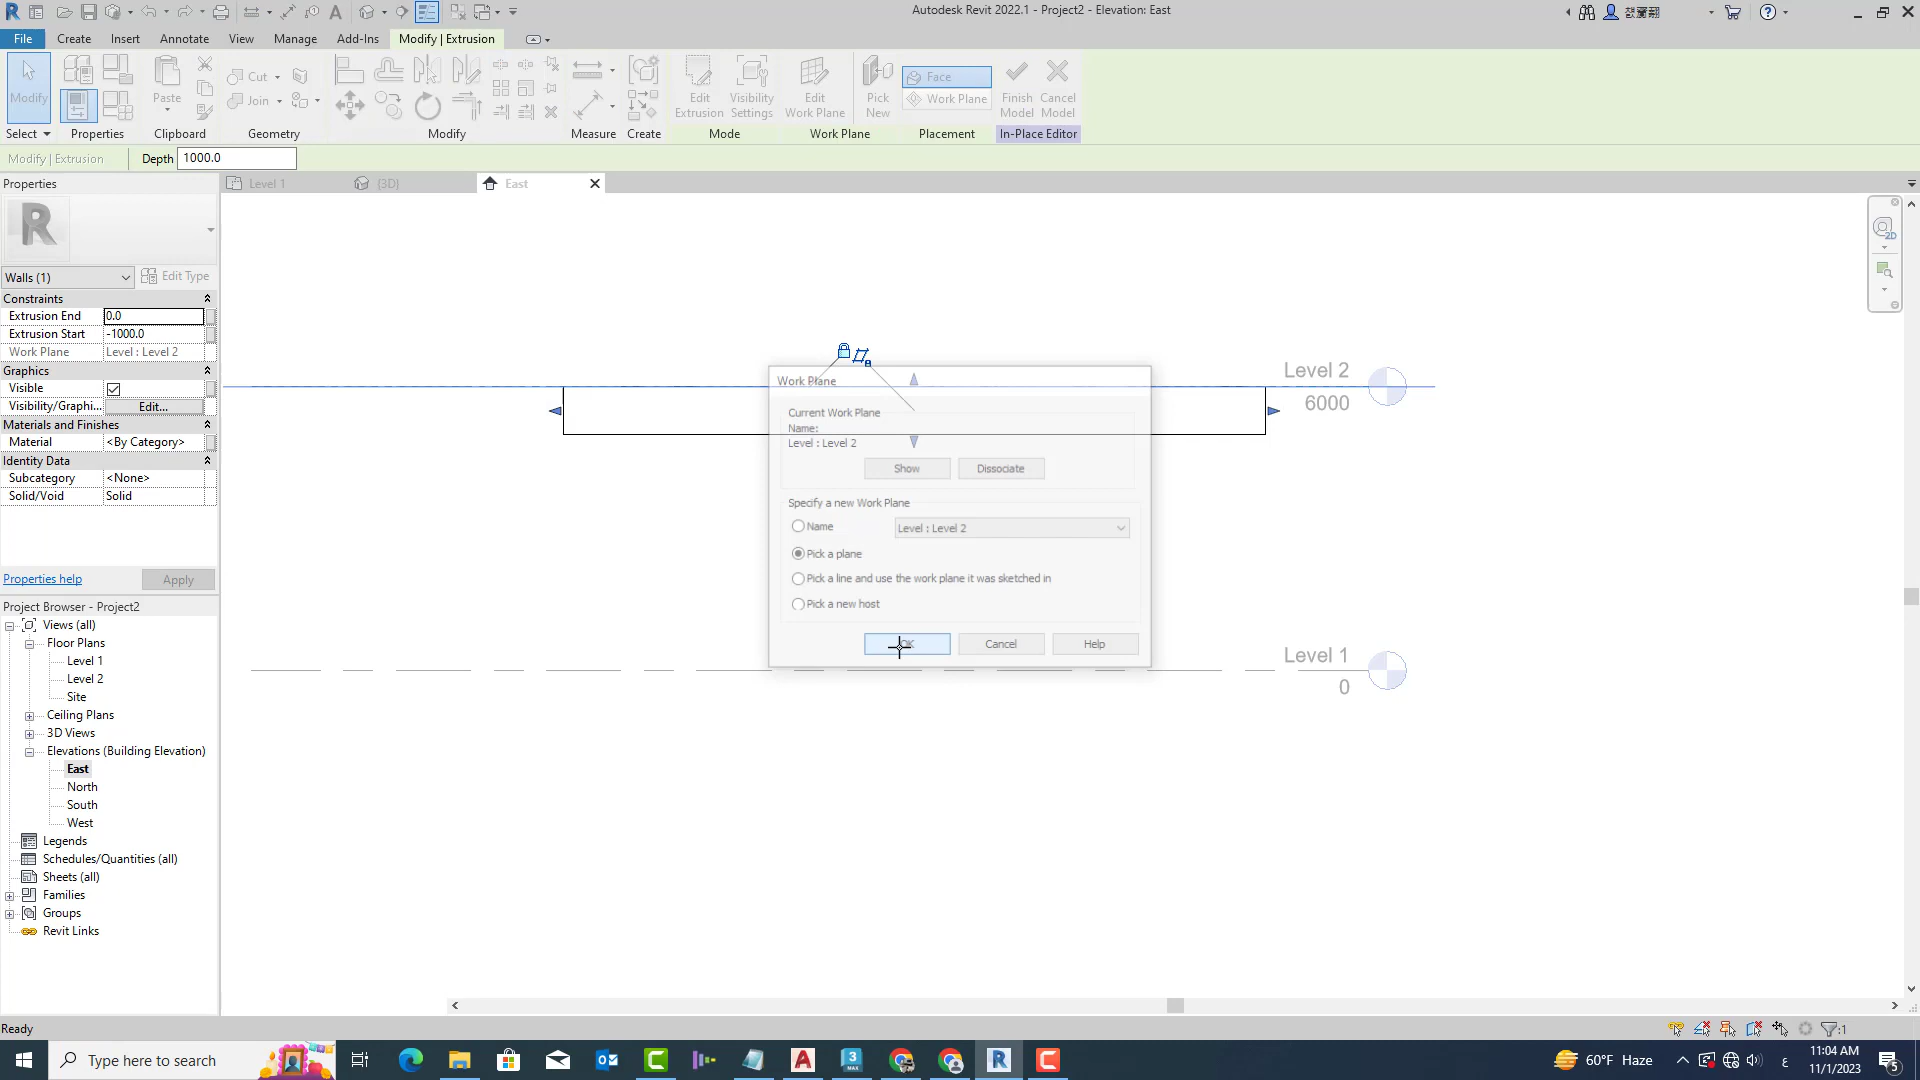 Autodesk Revit 2022.1 - Project2 - Elevation: East
File
Create
Insert
Annotate
View
Manage
Add-Ins
Modify | Extrusion
Modify
Paste
Cut
Join
Edit
Extrusion
Visibility
Settings
Edit
Work Plane
Pick
New
Face
Work Plane
Finish
Model
Cancel
Model
Select
Properties
Clipboard
Geometry
Modify
Measure
Create
Mode
Work Plane
Placement
In-Place Editor
Modify | Extrusion
Depth
1000.0
Properties
Level 1
{3D}
East
R
Walls (1)
Edit Type
Constraints
Extrusion End
0.0
Extrusion Start
-1000.0
Work Plane
Level : Level 2
Graphics
Visible
Visibility/Graphi...
Edit...
Materials and Finishes
Material
<By Category>
Identity Data
Subcategory
<None>
Solid/Void
Solid
Properties help
Apply
Project Browser - Project2
Views (all)
Floor Plans
Level 1
Level 2
Site
Ceiling Plans
3D Views
Elevations (Building Elevation)
East
North
South
West
Legends
Schedules/Quantities (all)
Sheets (all)
Families
Groups
Revit Links
Level 2
6000
Level 1
0
2D
Work Plane
Current Work Plane
Name:
Level : Level 2
Show
Dissociate
Specify a new Work Plane
Name
Level : Level 2
Pick a plane
Pick a line and use the work plane it was sketched in
Pick a new host
OK
Cancel
Help
Ready
:1
Type here to search
60°F Haze
ع
11:04 AM
11/1/2023
5